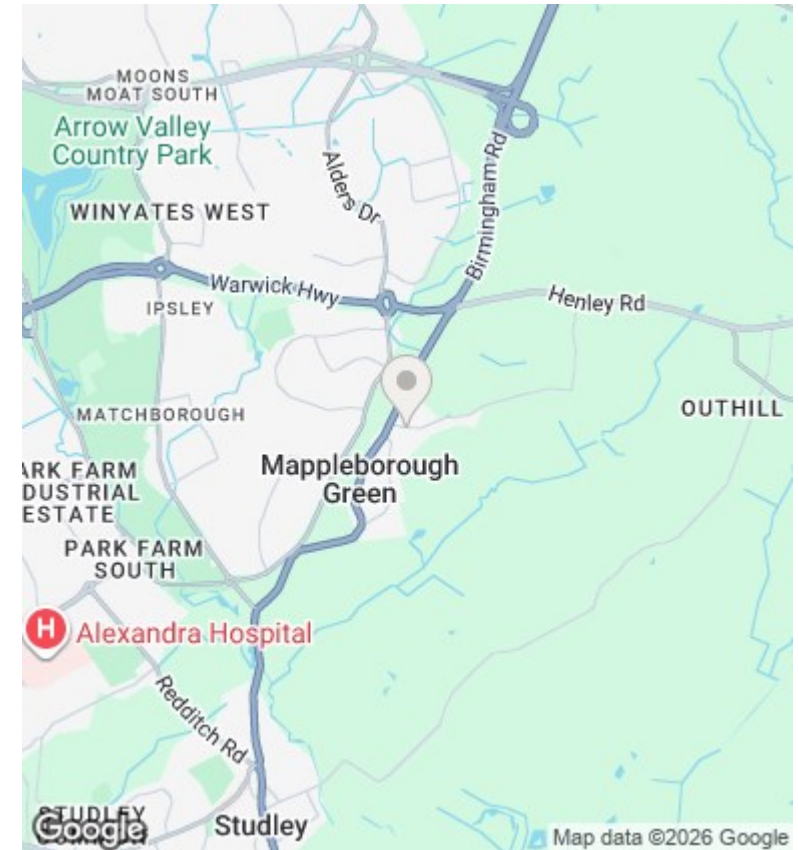 MOONS
MOAT SOUTH
Arrow Valley
Country Park
Alders Dr
Birmingham Rd
WINYATES WEST
Warwick Hwy
Henley Rd
IPSLEY
MATCHBOROUGH
OUTHILL
ARK FARM
DUSTRIAL
ESTATE
Mappleborough
Green
PARK FARM
SOUTH
H Alexandra Hospital
Redditch Rd
STUDLEY
Google
Studley
Map data ©2026 Google